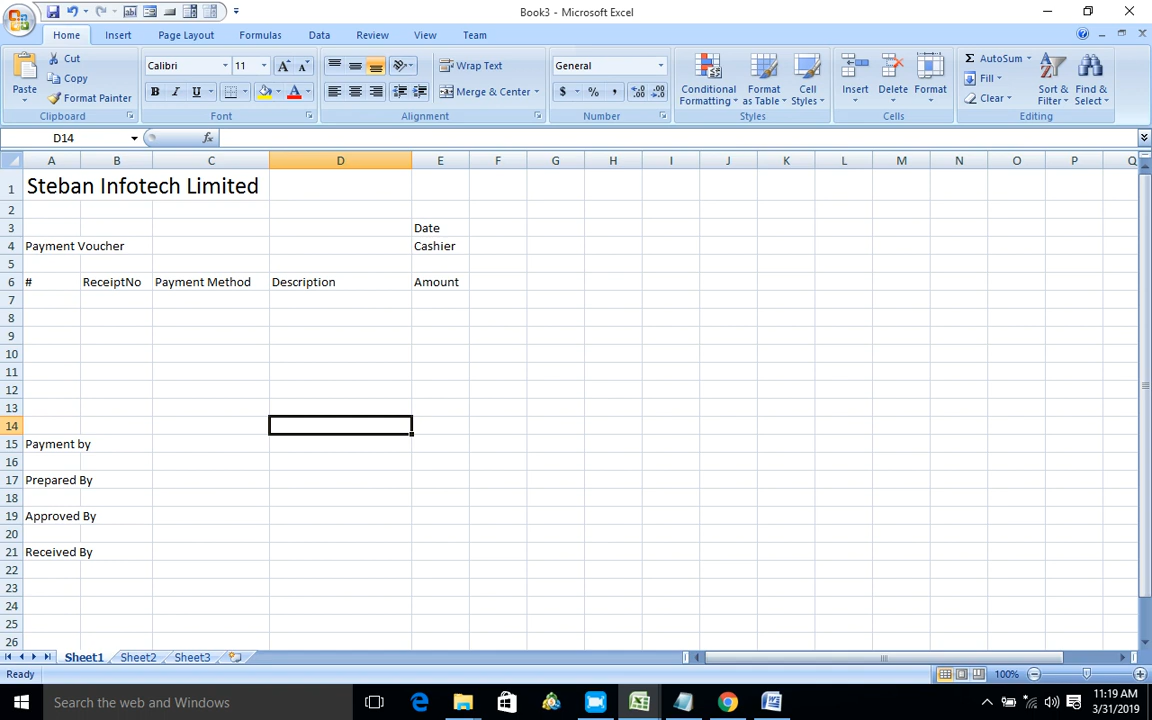 Book3 - Microsoft Excel
Home Insert Page Layout Formulas Data Review View Team
Paste
Cut
Copy
Format Painter
Clipboard
Calibri 11
B I U
Font
Wrap Text
Merge & Center
Alignment
General
$ % ,
Number
Conditional Formatting
Format as Table
Cell Styles
Styles
Insert
Delete
Format
Cells
Σ AutoSum
Fill
Clear
Sort & Filter
Find & Select
Editing
D14 fx
A B C D E F G H I J K L M N O P Q
1 Steban Infotech Limited
2
3 Date
4 Payment Voucher Cashier
5
6 # ReceiptNo Payment Method Description Amount
7
8
9
10
11
12
13
14
15 Payment by
16
17 Prepared By
18
19 Approved By
20
21 Received By
22
23
24
25
26
Sheet1 Sheet2 Sheet3
Ready 100%
Search the web and Windows
11:19 AM
3/31/2019